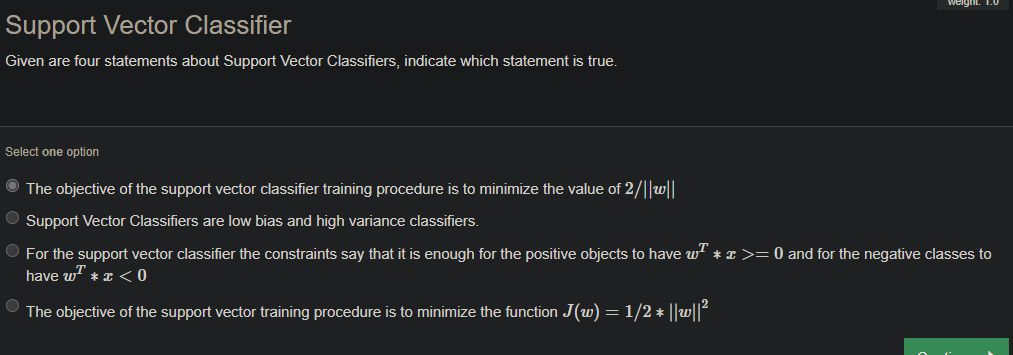 weight: 1.0
Support Vector Classifier
Given are four statements about Support Vector Classifiers, indicate which statement is true.
Select one option
The objective of the support vector classifier training procedure is to minimize the value of 2/||w||
Support Vector Classifiers are low bias and high variance classifiers.
For the support vector classifier the constraints say that it is enough for the positive objects to have w^T * x >= 0 and for the negative classes to
have w^T * x < 0
The objective of the support vector training procedure is to minimize the function J(w) = 1/2 * ||w||^2